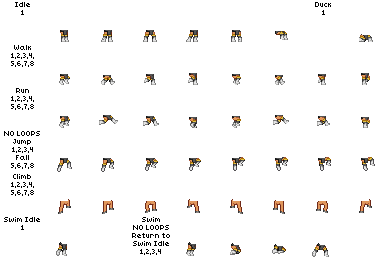 Idle
1
Duck
1
Walk
1,2,3,4,
5,6,7,8
Run
1,2,3,4,
5,6,7,8
NO LOOPS
Jump
1,2,3,4
Fall
5,6,7,8
Climb
1,2,3,4,
5,6,7,8
Swim Idle
1
Swim
NO LOOPS
Return to
Swim Idle
1,2,3,4